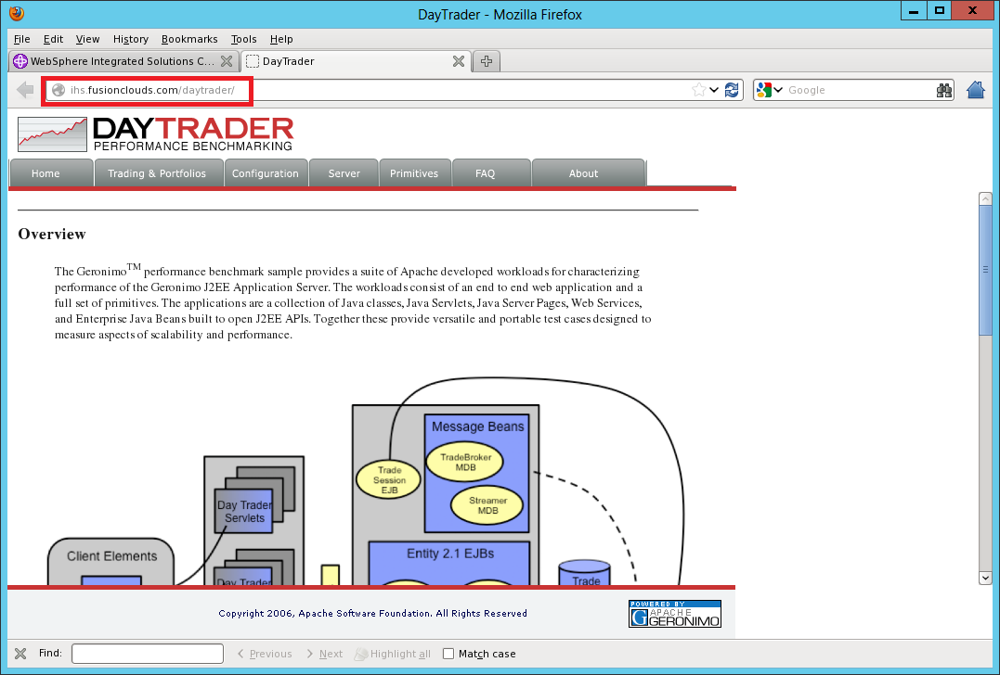 DayTrader - Mozilla Firefox
File Edit View History Bookmarks Tools Help
WebSphere Integrated Solutions C... DayTrader
ihs.fusionclouds.com/daytrader/ Google
DAYTRADER
PERFORMANCE BENCHMARKING
Home Trading & Portfolios Configuration Server Primitives FAQ About
Overview
The Geronimo™ performance benchmark sample provides a suite of Apache developed workloads for characterizing
performance of the Geronimo J2EE Application Server. The workloads consist of an end to end web application and a
full set of primitives. The applications are a collection of Java classes, Java Servlets, Java Server Pages, Web Services,
and Enterprise Java Beans built to open J2EE APIs. Together these provide versatile and portable test cases designed to
measure aspects of scalability and performance.
Message Beans
TradeBroker
MDB
Trade
Session
EJB
Streamer
MDB
Day Trader
Servlets
Client Elements
Entity 2.1 EJBs
Day Trader
Trade
Copyright 2006, Apache Software Foundation. All Rights Reserved
POWERED BY
APACHE
GERONIMO
Find: Previous Next Highlight all Match case